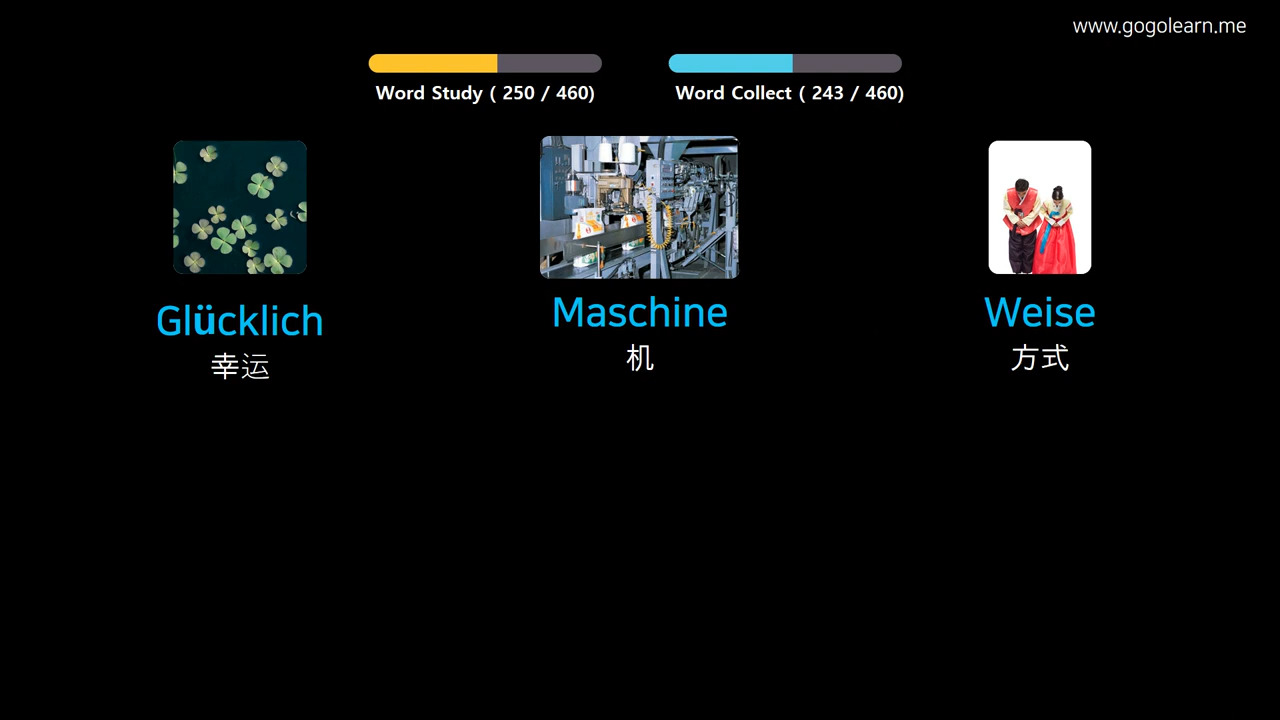 www.gogolearn.me
Word Study ( 250 / 460)
Word Collect ( 243 / 460)
Glücklich
幸运
Maschine
机
Weise
方式